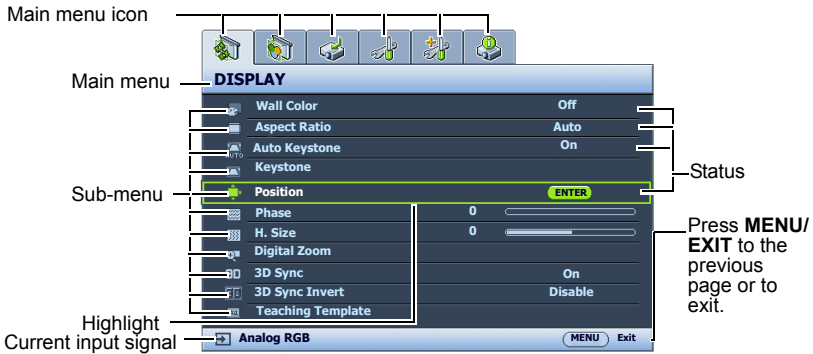 Main menu icon
Main menu
DISPLAY
Wall Color Off
Aspect Ratio Auto
AUTO
Auto Keystone On
Keystone
Status
Sub-menu
Position ENTER
Phase 0
H. Size 0
Digital Zoom
3D
3D Sync On
3D Sync Invert Disable
Teaching Template
Press MENU/
EXIT to the
previous
page or to
exit.
Highlight
Current input signal
Analog RGB
MENU Exit